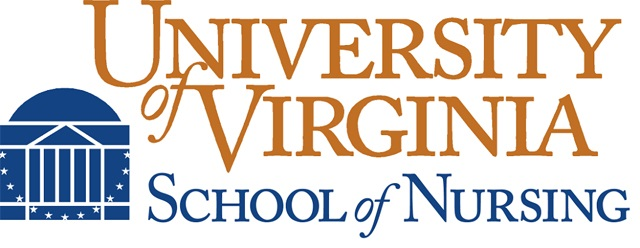 UNIVERSITY
of VIRGINIA
SCHOOL of NURSING